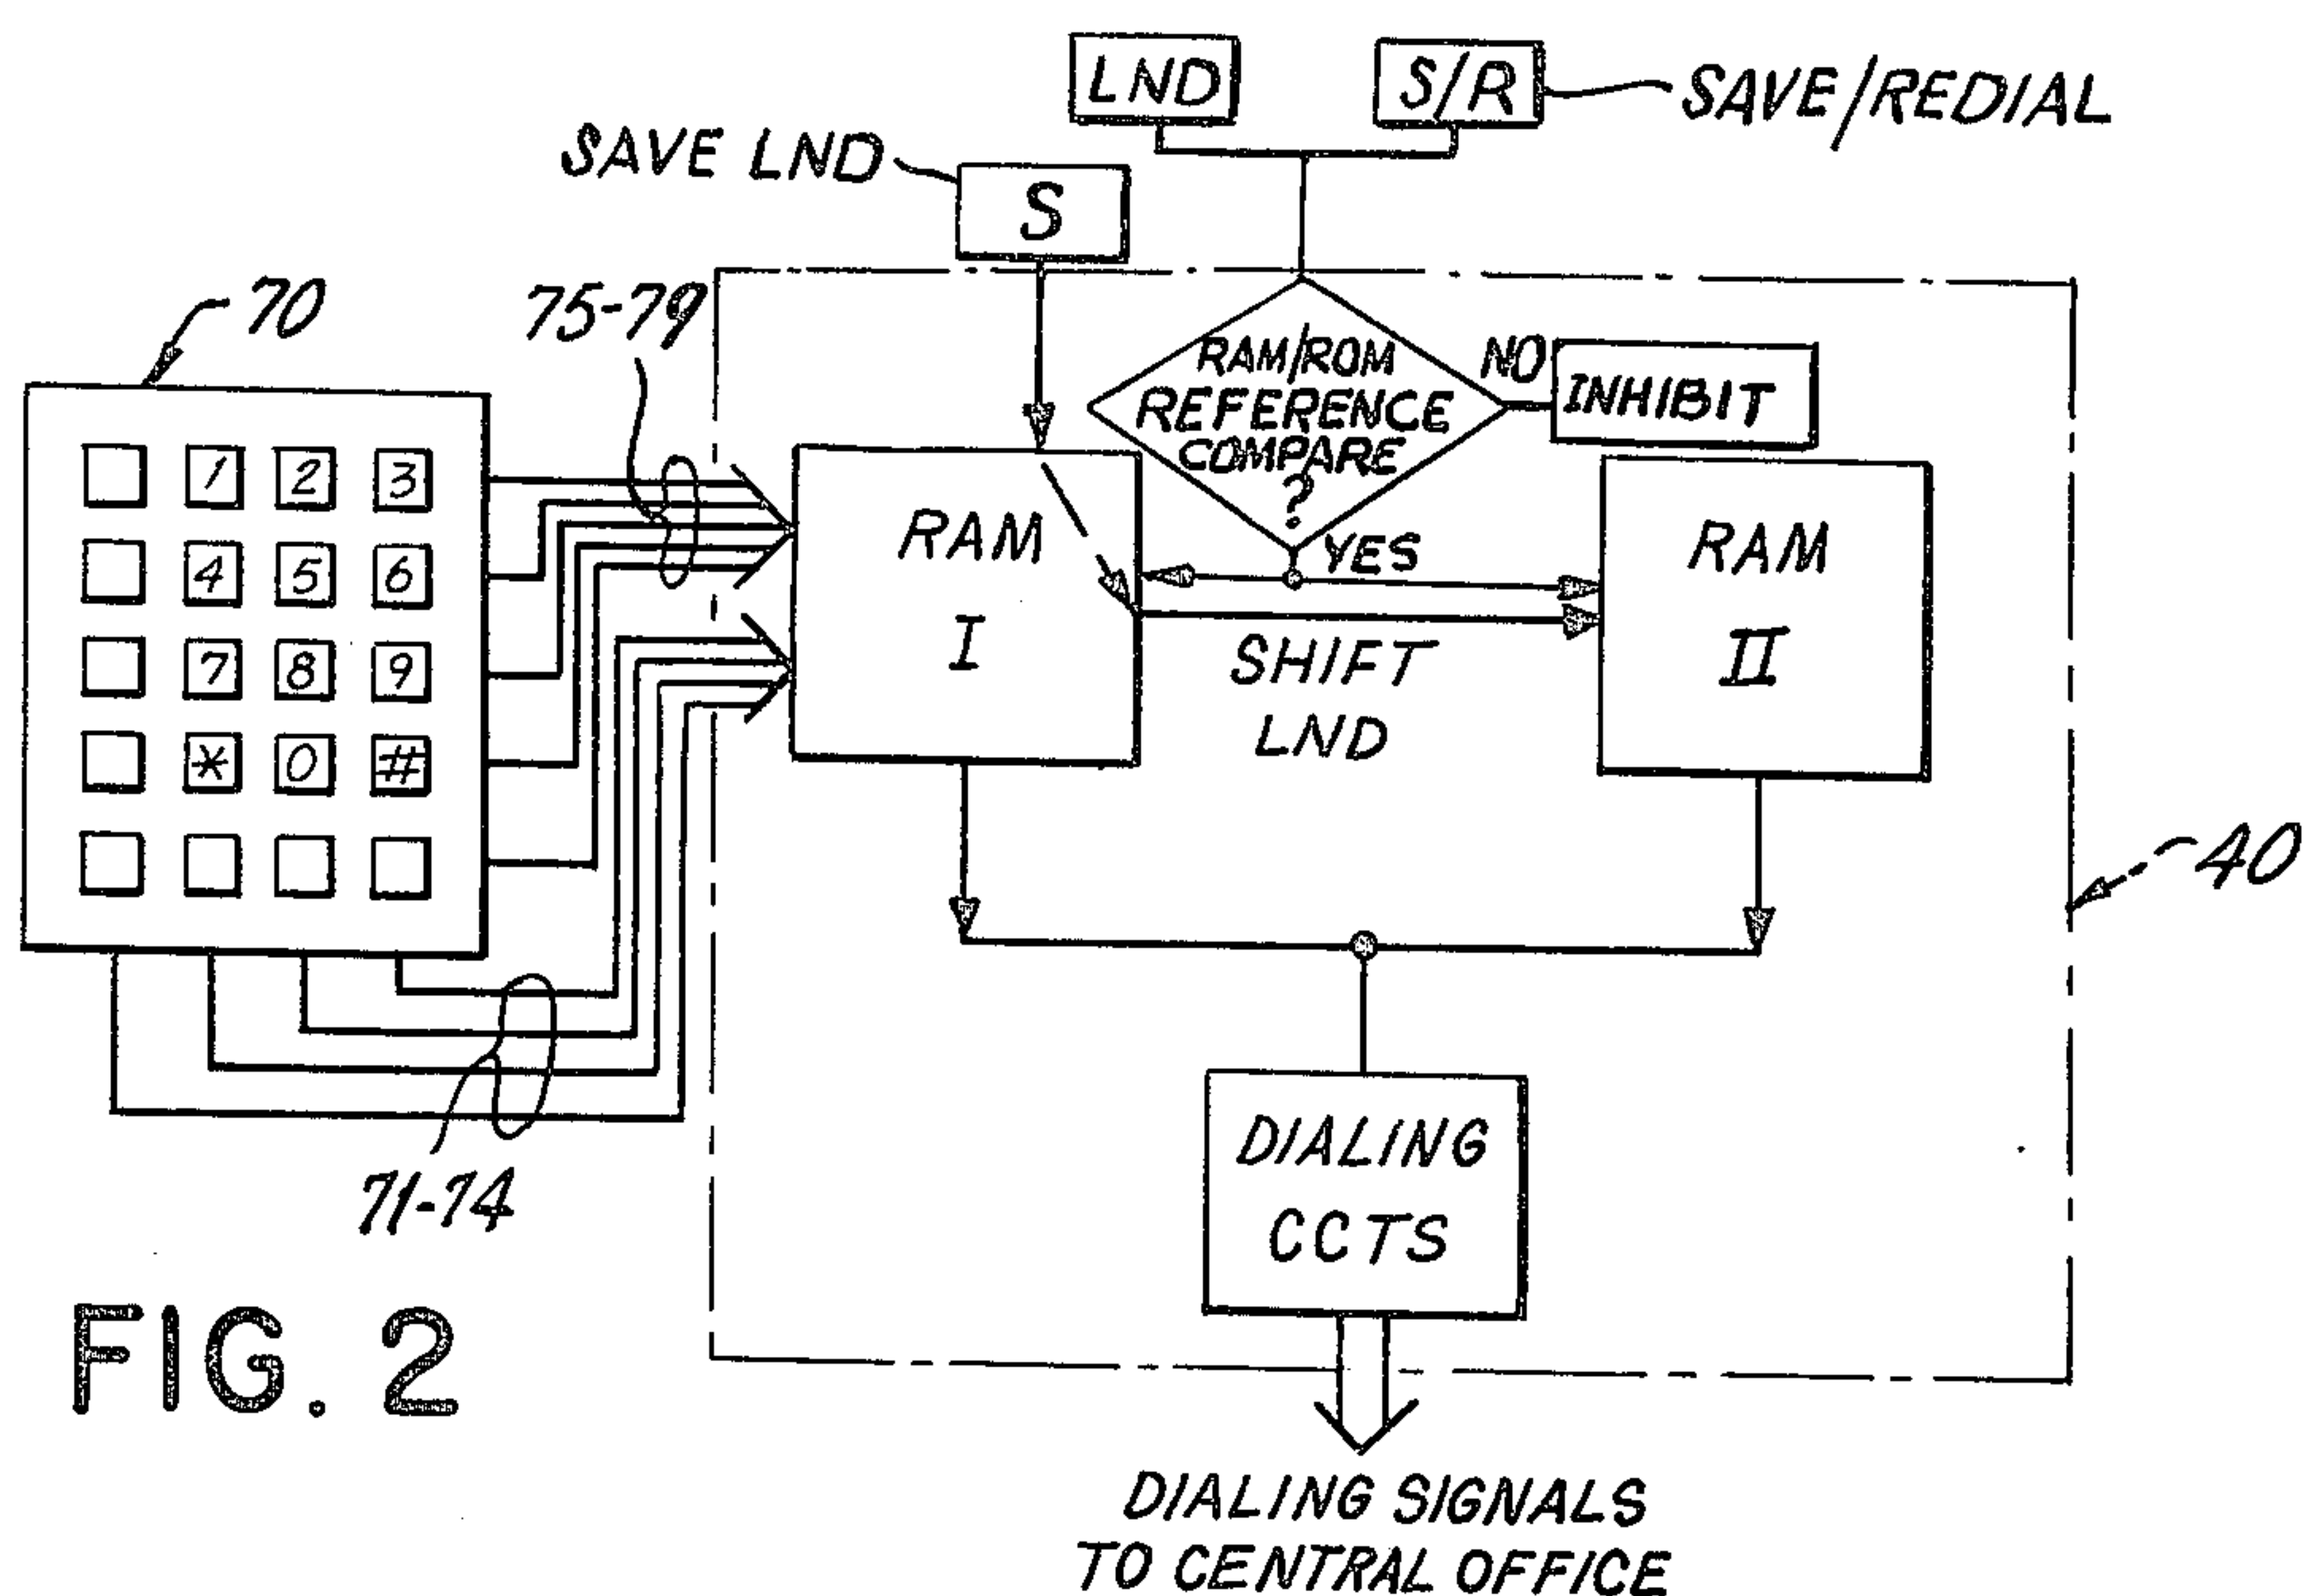 LND
S/R
SAVE/REDIAL
SAVE LND
S
70
75-79
RAM/ROM
REFERENCE
COMPARE
?
NO
INHIBIT
YES
1 2 3
4 5 6
7 8 9
* 0 #
RAM
I
SHIFT
LND
RAM
II
40
71-74
DIALING
CCTS
FIG. 2
DIALING SIGNALS
TO CENTRAL OFFICE